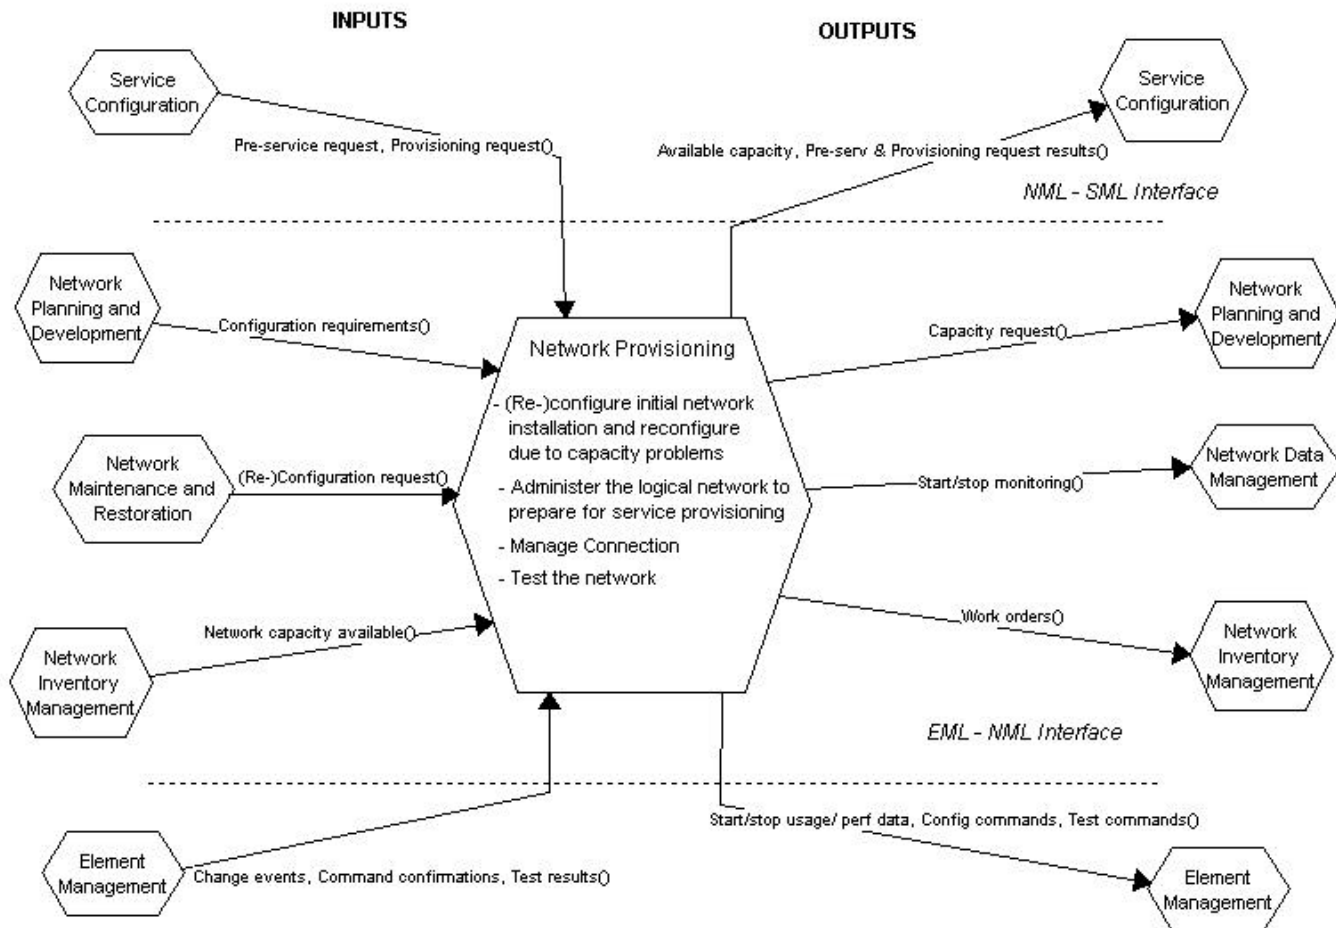 INPUTS
OUTPUTS
Service
Configuration
Service
Configuration
Pre-service request, Provisioning request()
Available capacity, Pre-serv & Provisioning request results()
NML - SML Interface
Network
Planning and
Development
Configuration requirements()
Network
Planning and
Development
Capacity request()
Network Provisioning
- (Re-)configure initial network
installation and reconfigure
due to capacity problems
- Administer the logical network to
prepare for service provisioning
- Manage Connection
- Test the network
Network
Maintenance and
Restoration
(Re-)Configuration request()
Start/stop monitoring()
Network Data
Management
Network capacity available()
Network
Inventory
Management
Work orders()
Network
Inventory
Management
EML - NML Interface
Start/stop usage/ perf data, Config commands, Test commands()
Element
Management
Change events, Command confirmations, Test results()
Element
Management